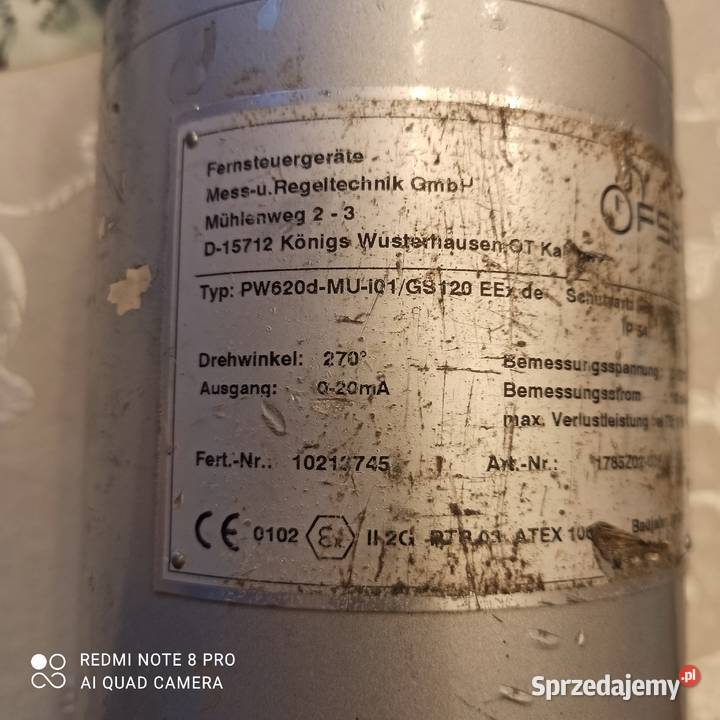 Fernsteuergeräte
Mess-u. Regeltechnik GmbH
Mühlenweg 2 - 3
D-15712 Königs Wusterhausen OT
Typ: PW620d-MU-i01/GS120 EEx de
Drehwinkel: 270° Bemessungsspannung
Ausgang: 0-20mA Bemessungsstrom
max. Verlustleistung
Fert.-Nr.: Art.-Nr.:
CE 0102 Ex II 2G ATEX
REDMI NOTE 8 PRO
AI QUAD CAMERA
Sprzedajemy.pl